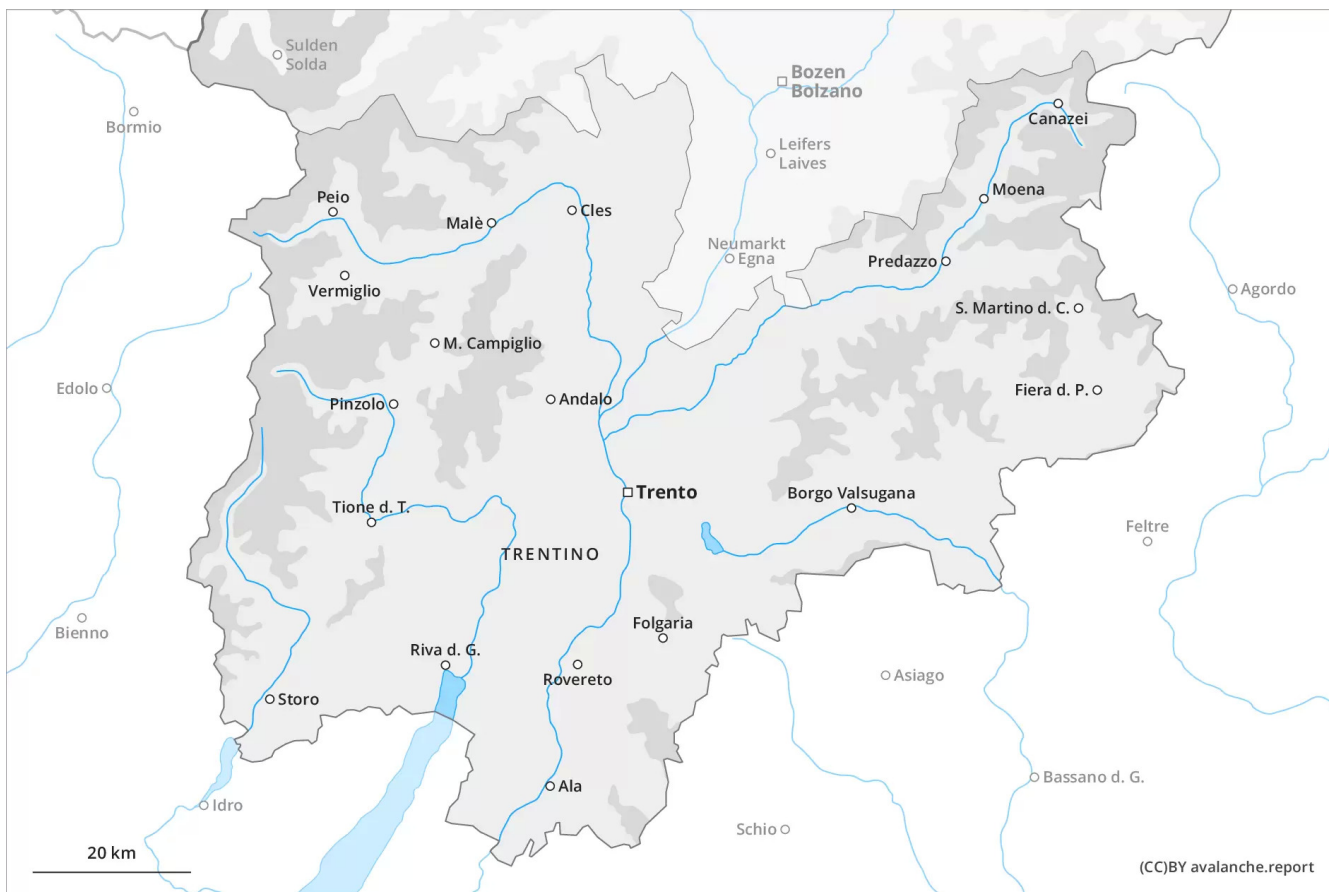 Sulden
Solda
Bozen
Bolzano
Bormio
Canazei
Leifers
Laives
Peio
Moena
Malè
Cles
Neumarkt
Egna
Predazzo
Vermiglio
Agordo
S. Martino d. C.
M. Campiglio
Edolo
Fiera d. P.
Pinzolo
Andalo
Trento
Borgo Valsugana
Tione d. T.
Feltre
TRENTINO
Bienno
Folgaria
Riva d. G.
Rovereto
Asiago
Storo
Bassano d. G.
Ala
Idro
Schio
20 km
(CC)BY avalanche.report